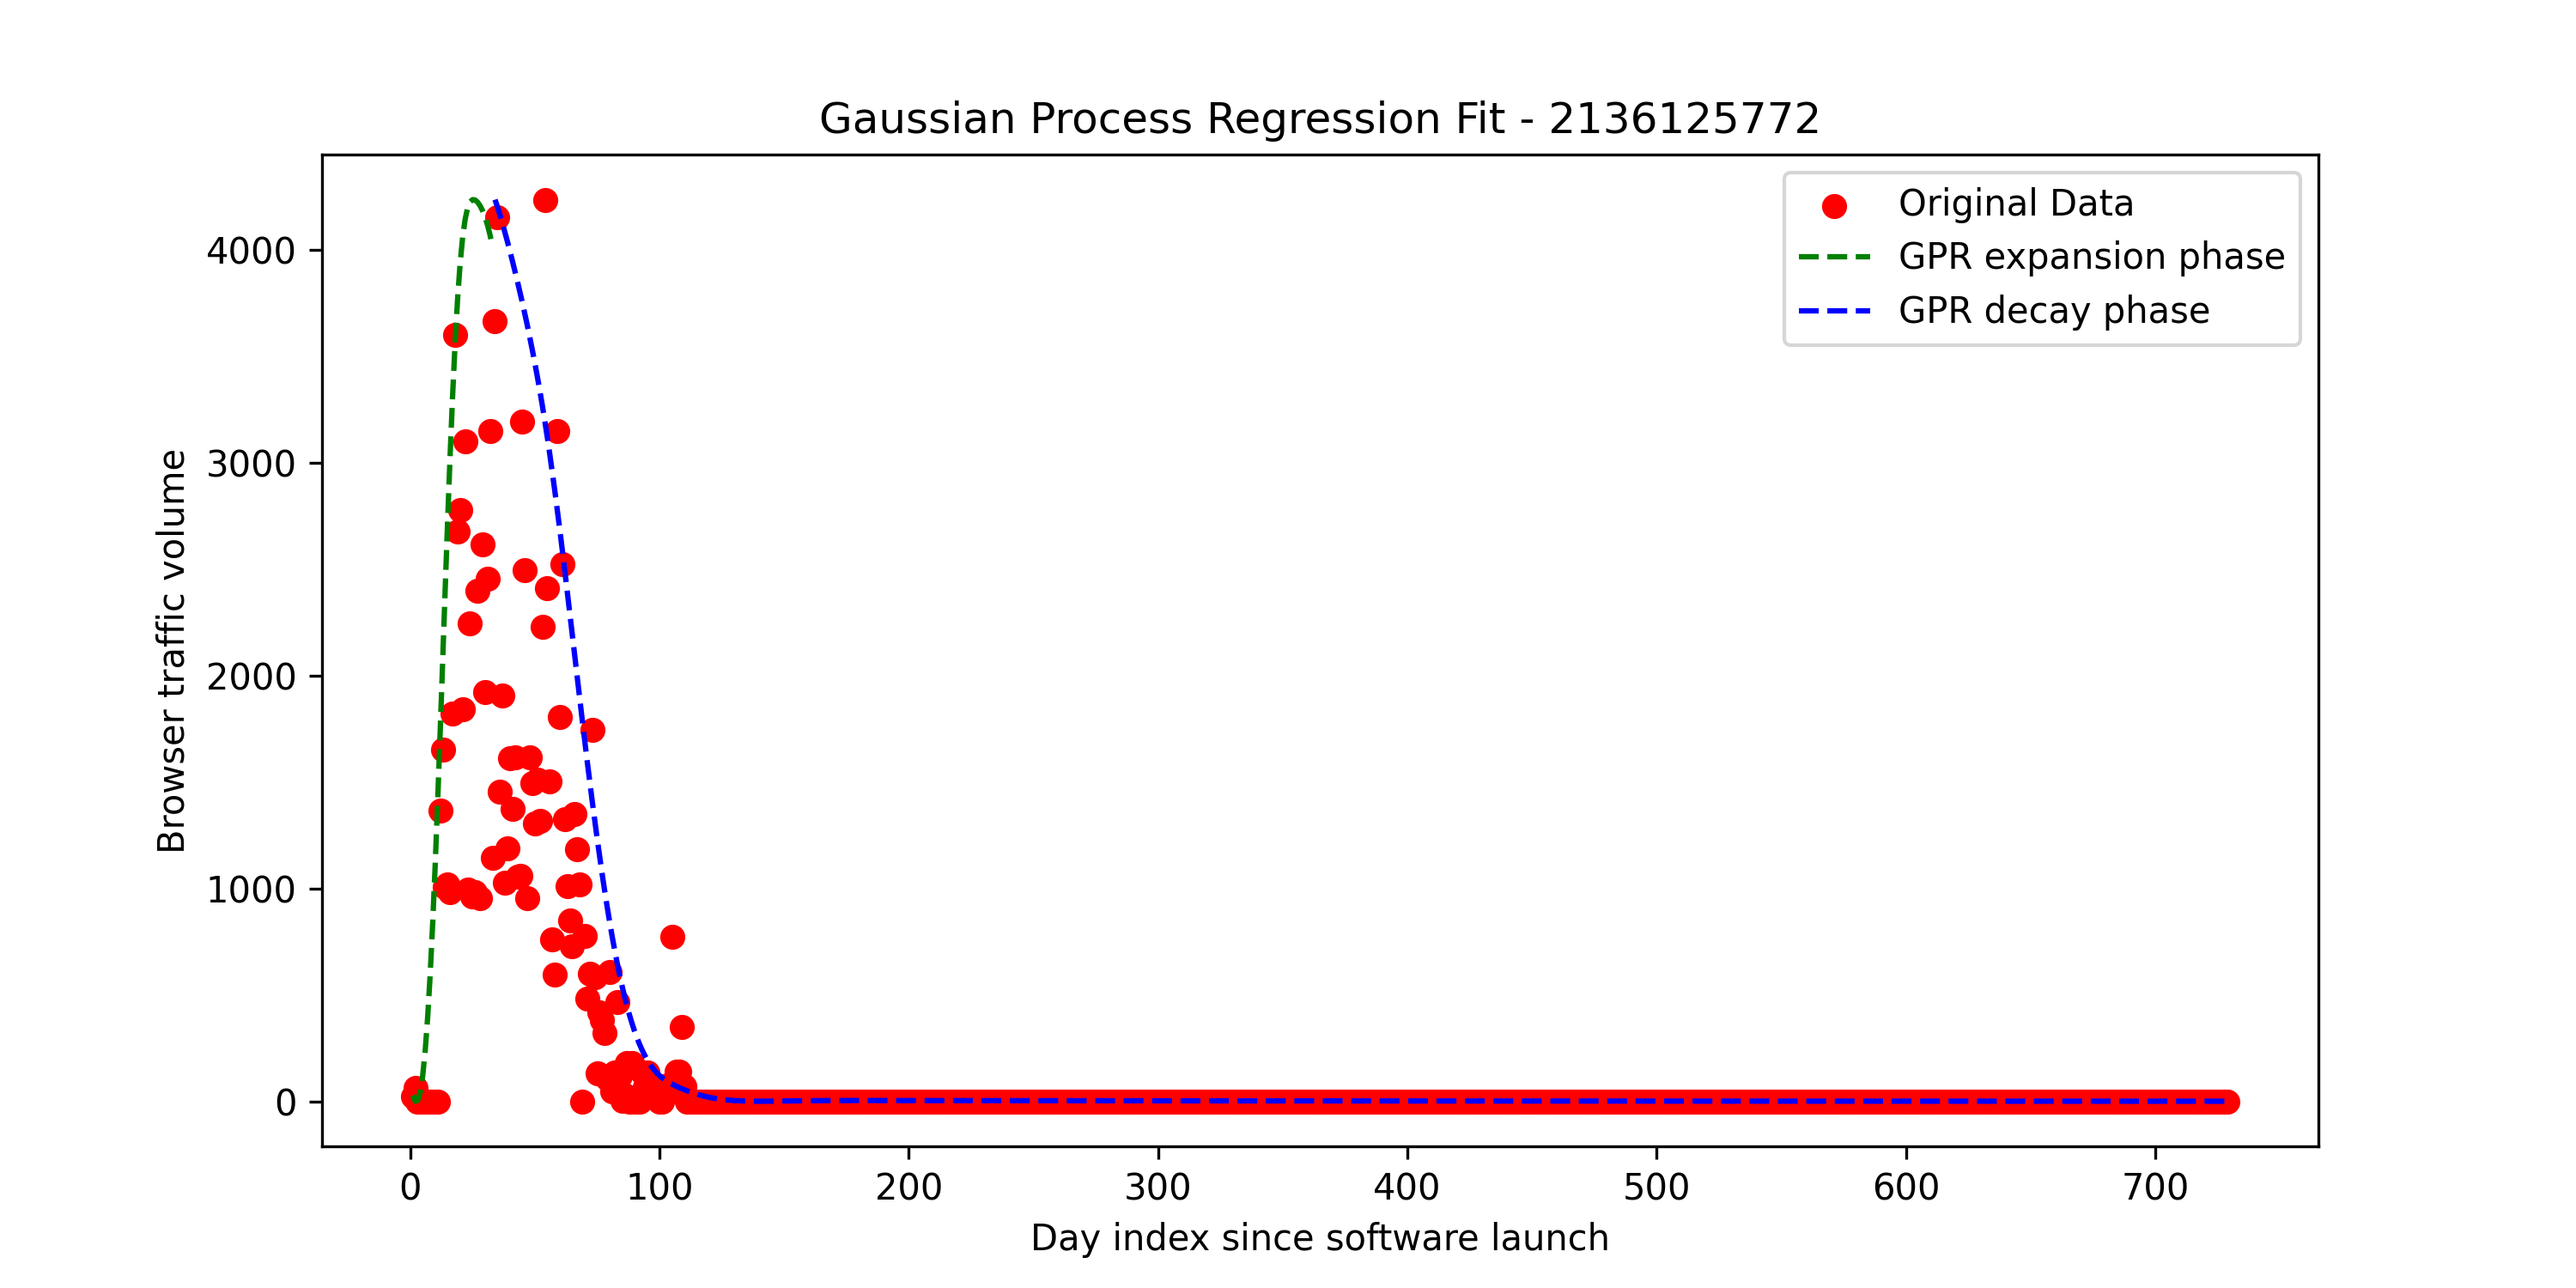 Gaussian Process Regression Fit - 2136125772
Original Data
GPR expansion phase
GPR decay phase
Browser traffic volume
4000
3000
2000
1000
0
0 100 200 300 400 500 600 700
Day index since software launch